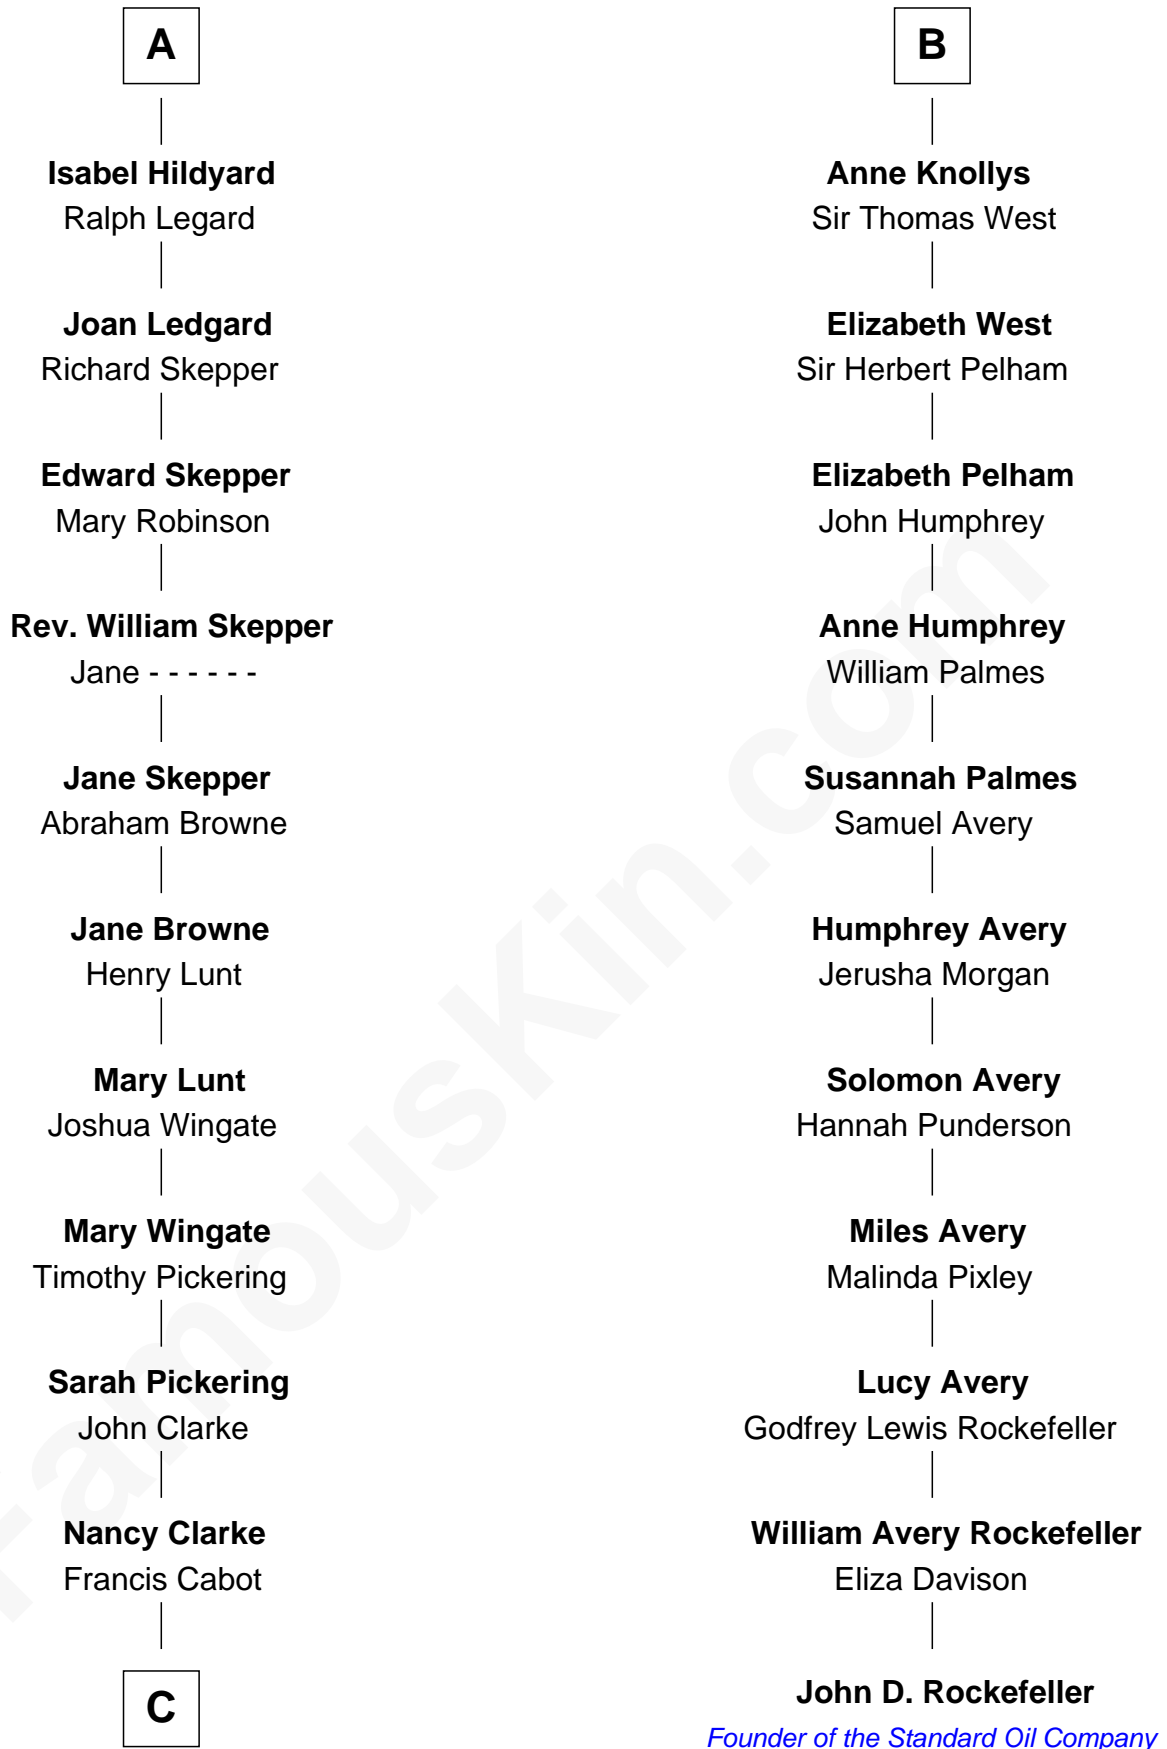 A
Isabel Hildyard
Ralph Legard
Joan Ledgard
Richard Skepper
Edward Skepper
Mary Robinson
Rev. William Skepper
Jane - - - - - -
Jane Skepper
Abraham Browne
Jane Browne
Henry Lunt
Mary Lunt
Joshua Wingate
Mary Wingate
Timothy Pickering
Sarah Pickering
John Clarke
Nancy Clarke
Francis Cabot
C
B
Anne Knollys
Sir Thomas West
Elizabeth West
Sir Herbert Pelham
Elizabeth Pelham
John Humphrey
Anne Humphrey
William Palmes
Susannah Palmes
Samuel Avery
Humphrey Avery
Jerusha Morgan
Solomon Avery
Hannah Punderson
Miles Avery
Malinda Pixley
Lucy Avery
Godfrey Lewis Rockefeller
William Avery Rockefeller
Eliza Davison
John D. Rockefeller
Founder of the Standard Oil Company
FamousKin.com